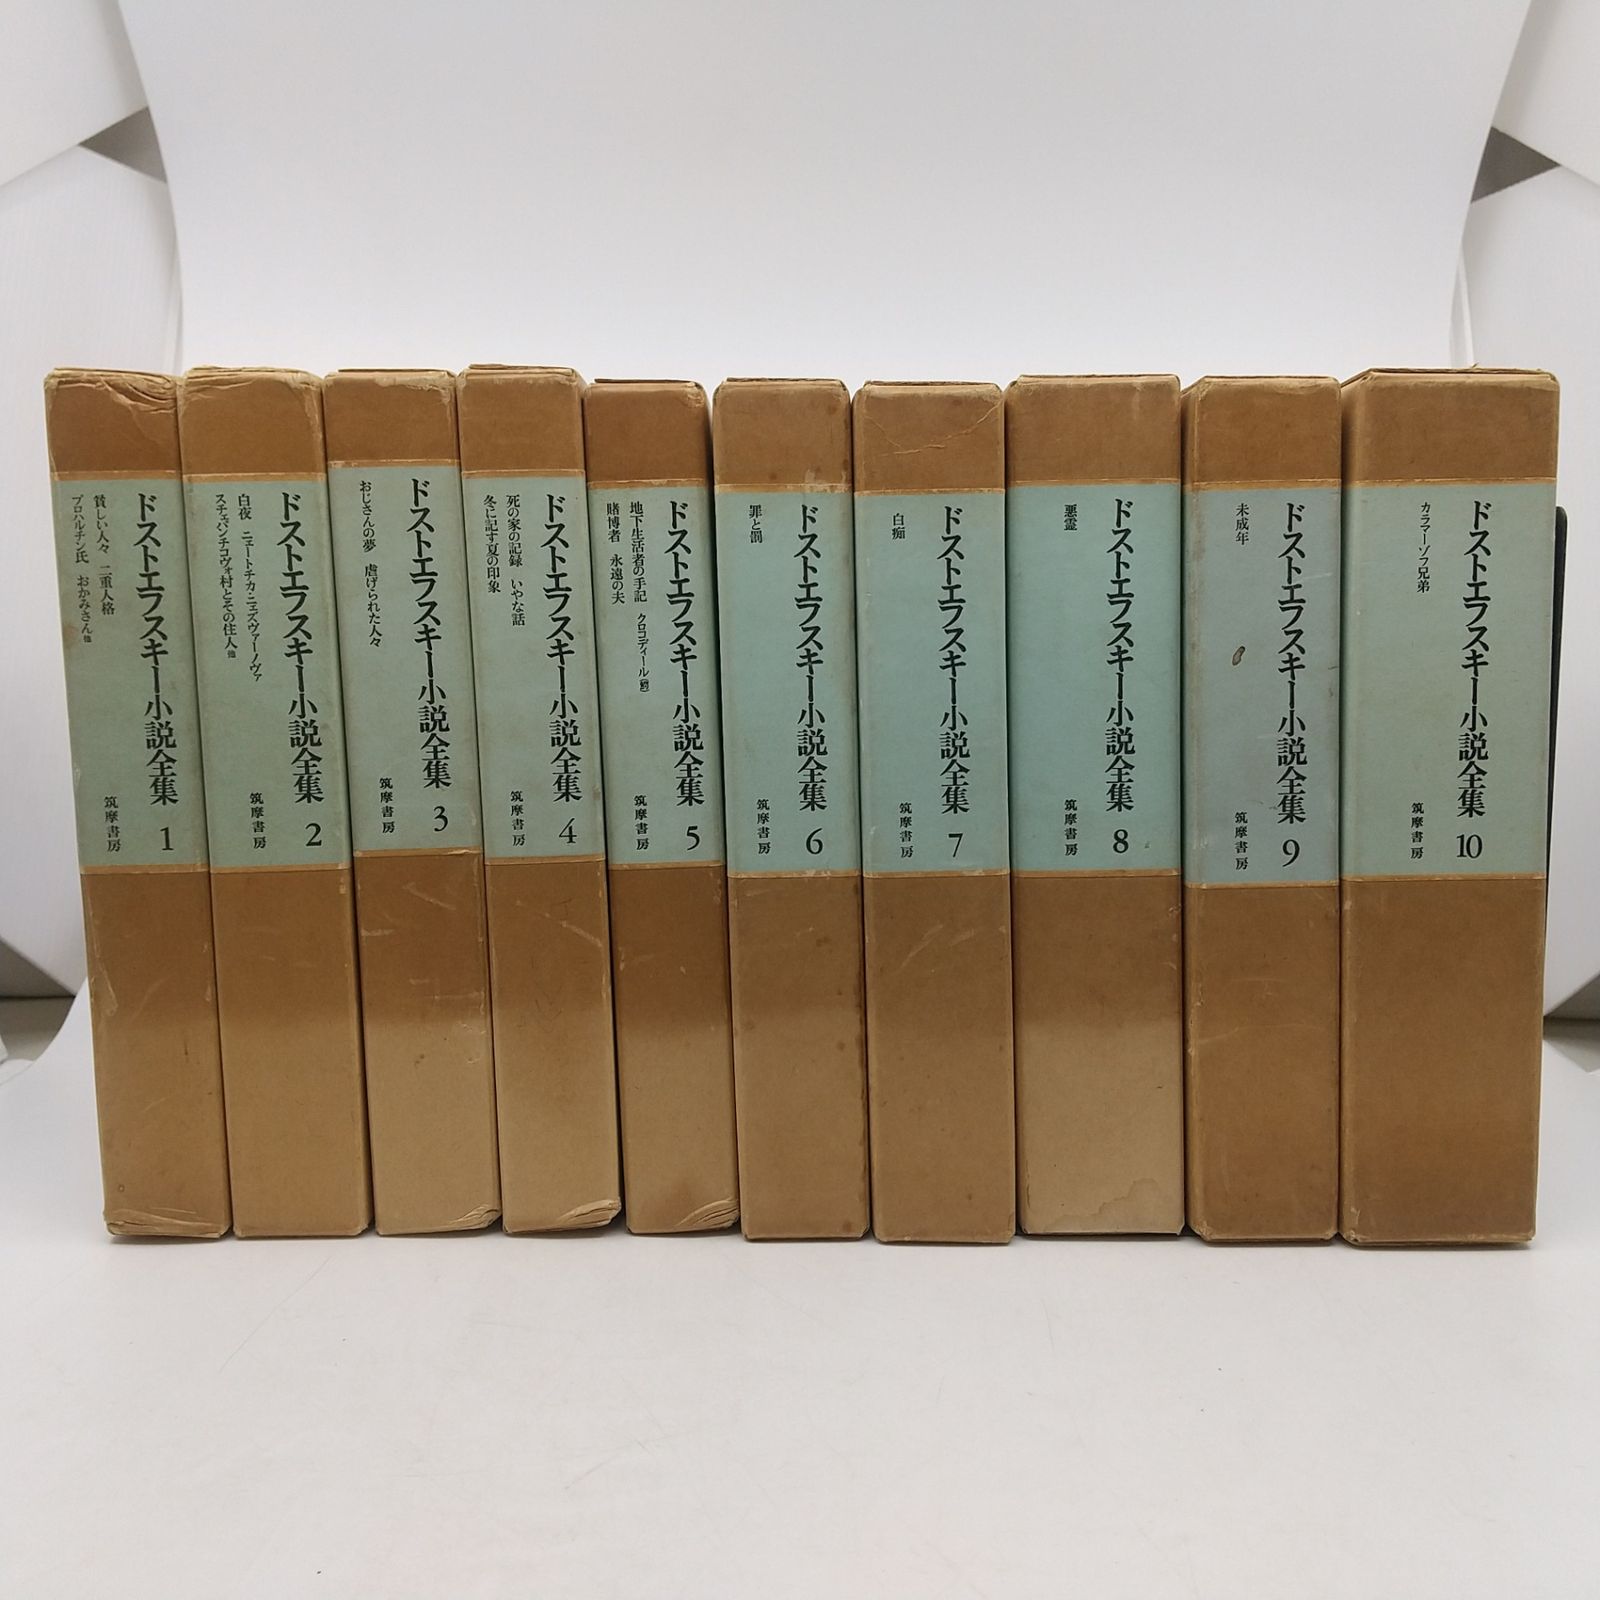 ドストエフスキー小説全集 1
貧しい人々 二重人格
プロハルチン氏 おかみさん 他
筑摩書房
ドストエフスキー小説全集 2
白夜 ニェートチカ・ニェズヴァーノヴァ
スチェパンチコヴォ村とその住人 他
筑摩書房
ドストエフスキー小説全集 3
おじさんの夢 虐げられた人々
筑摩書房
ドストエフスキー小説全集 4
死の家の記録 いやな話
冬に記す夏の印象
筑摩書房
ドストエフスキー小説全集 5
地下生活者の手記 クロコディール(鰐)
賭博者 永遠の夫
筑摩書房
ドストエフスキー小説全集 6
罪と罰
筑摩書房
ドストエフスキー小説全集 7
白痴
筑摩書房
ドストエフスキー小説全集 8
悪霊
筑摩書房
ドストエフスキー小説全集 9
未成年
筑摩書房
ドストエフスキー小説全集 10
カラマーゾフ兄弟
筑摩書房